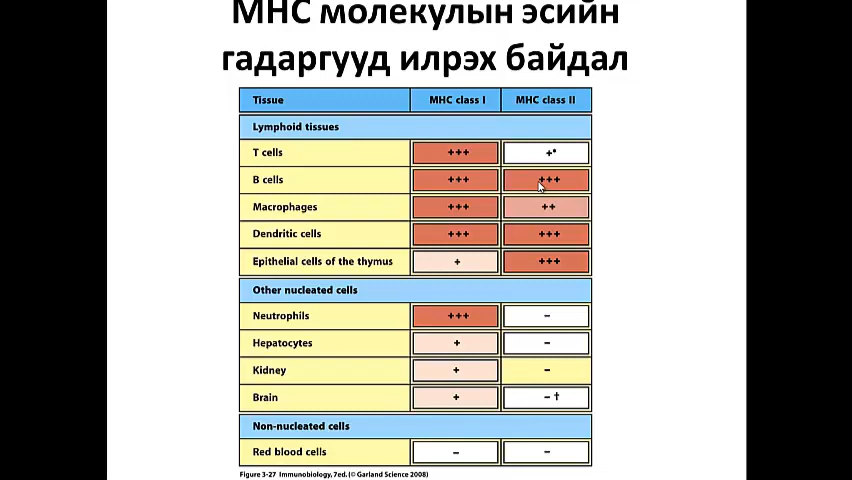 МНС молекулын эсийн
гадаргууд илрэх байдал
Tissue MHC class I MHC class II
Lymphoid tissues
T cells +++ +*
B cells +++ +++
Macrophages +++ ++
Dendritic cells +++ +++
Epithelial cells of the thymus + +++
Other nucleated cells
Neutrophils +++ –
Hepatocytes + –
Kidney + –
Brain + – †
Non-nucleated cells
Red blood cells – –
Figure 3-27 Immunobiology, 7ed. (© Garland Science 2008)